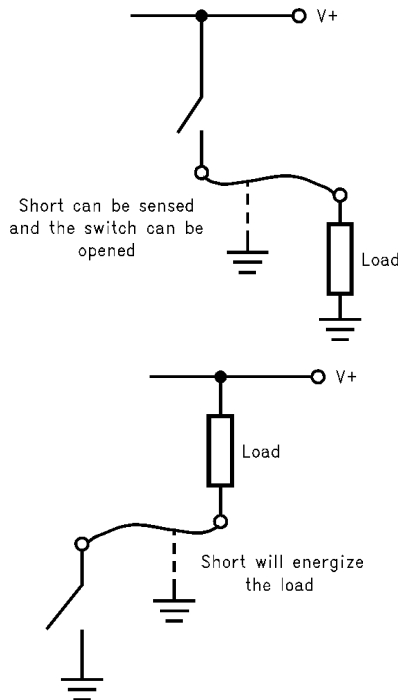 V+
Short can be sensed
and the switch can be
opened
Load
V+
Load
Short will energize
the load